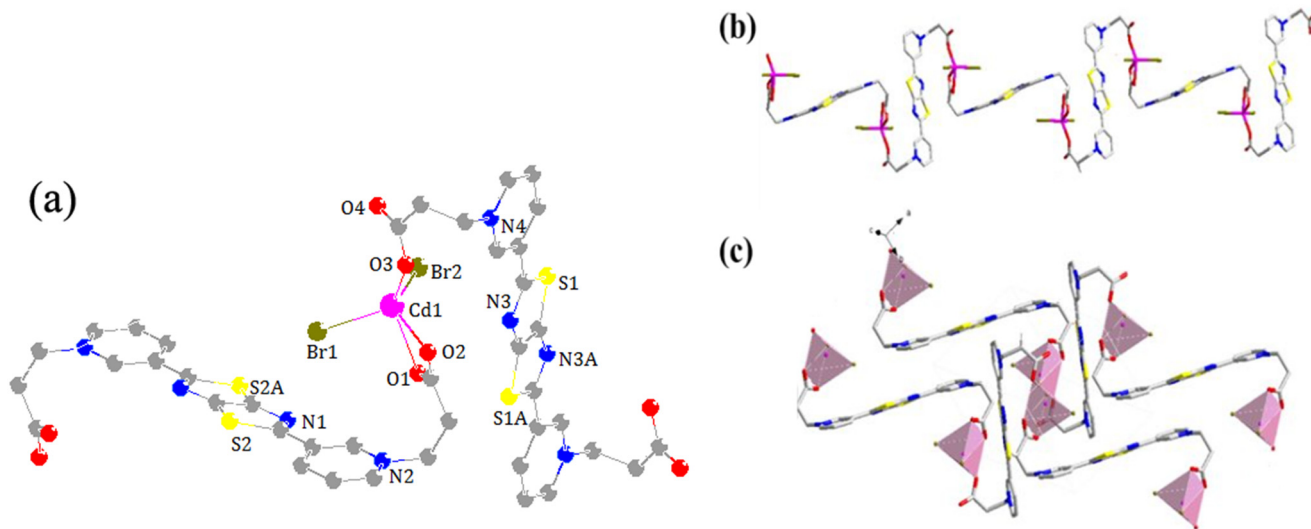 (a)
O4
N4
O3
Br2
S1
Cd1
N3
Br1
O2
N3A
O1
S2A
S1A
N1
S2
N2
(b)
(c)
a
c